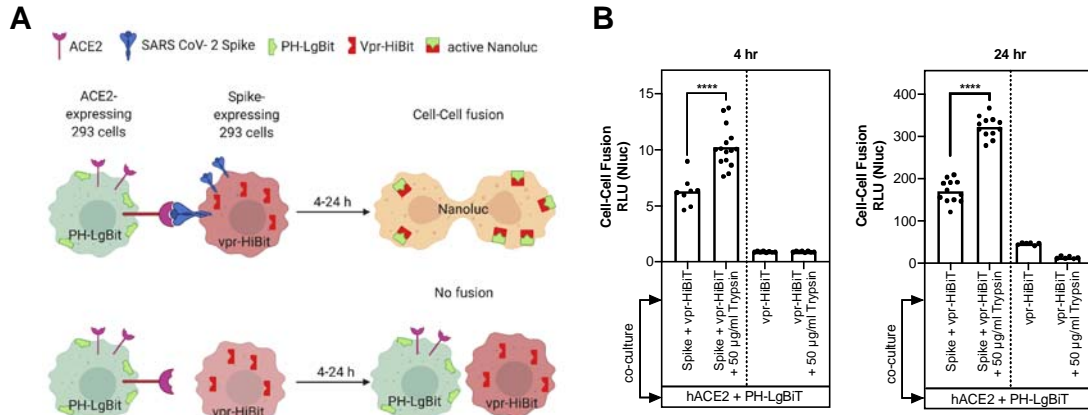 A
ACE2
SARS CoV- 2 Spike
PH-LgBit
Vpr-HiBit
active Nanoluc
ACE2-
expressing
293 cells
Spike-
expressing
293 cells
Cell-Cell fusion
PH-LgBit
vpr-HiBit
4-24 h
Nanoluc
No fusion
PH-LgBit
vpr-HiBit
4-24 h
PH-LgBit
vpr-HiBit
B
4 hr
Cell-Cell Fusion
RLU (Nluc)
15
10
5
0
****
Spike + vpr-HiBiT
Spike + vpr-HiBiT
+ 50 µg/ml Trypsin
vpr-HiBiT
vpr-HiBiT
+ 50 µg/ml Trypsin
co-culture
hACE2 + PH-LgBiT
24 hr
Cell-Cell Fusion
RLU (Nluc)
400
300
200
100
0
****
Spike + vpr-HiBiT
Spike + vpr-HiBiT
+ 50 µg/ml Trypsin
vpr-HiBiT
vpr-HiBiT
+ 50 µg/ml Trypsin
co-culture
hACE2 + PH-LgBiT